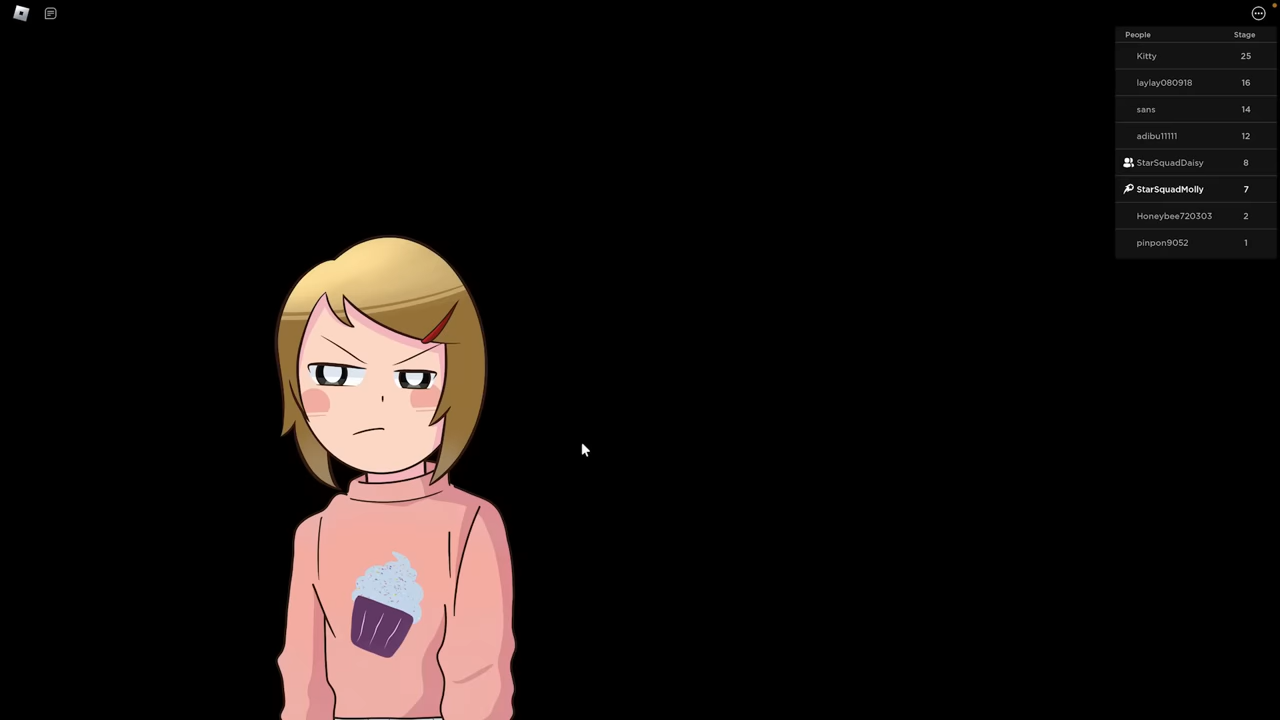 People Stage
Kitty 25
laylay080918 16
sans 14
adibu11111 12
StarSquadDaisy 8
StarSquadMolly 7
Honeybee720303 2
pinpon9052 1